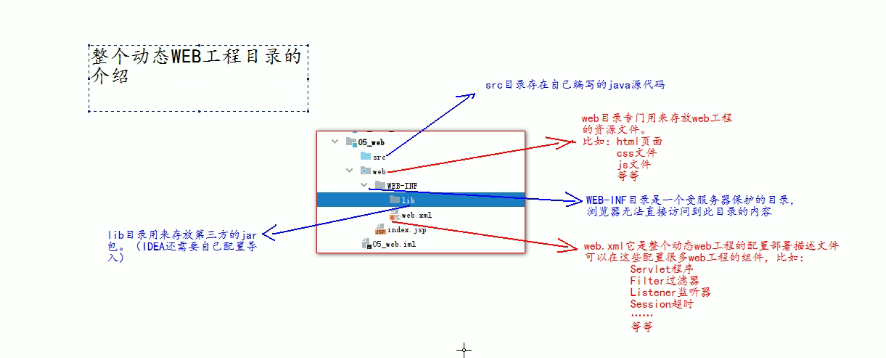 整个动态WEB工程目录的
介绍
src目录存在自己编写的java源代码
web目录专门用来存放web工程
的资源文件。
比如：html页面
css文件
js文件
等等
05_web
src
web
WEB-INF
lib
web.xml
index.jsp
05_web.iml
WEB-INF目录是一个受服务器保护的目录，
浏览器无法直接访问到此目录的内容
lib目录用来存放第三方的jar
包。（IDEA还需要自己配置导
入）
web.xml它是整个动态web工程的配置部署描述文件
可以在这些配置很多web工程的组件，比如：
Servlet程序
Filter过滤器
Listener监听器
Session超时
……
等等